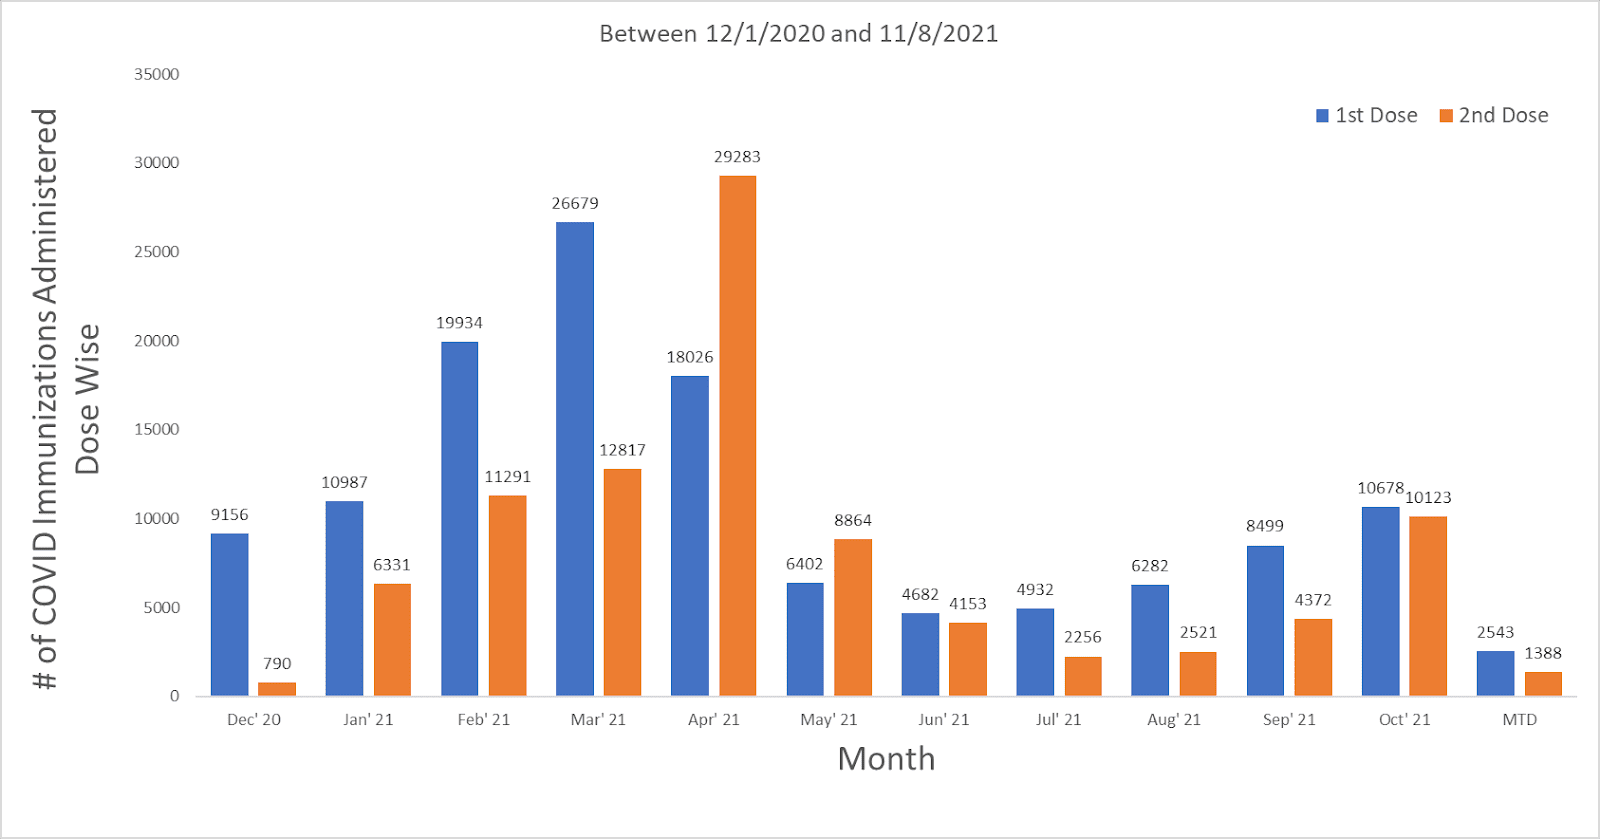 Between 12/1/2020 and 11/8/2021
# of COVID Immunizations Administered
Dose Wise
35000
30000
25000
20000
15000
10000
5000
0
1st Dose
2nd Dose
9156
790
10987
6331
19934
11291
26679
12817
18026
29283
6402
8864
4682
4153
4932
2256
6282
2521
8499
4372
10678
10123
2543
1388
Dec' 20
Jan' 21
Feb' 21
Mar' 21
Apr' 21
May' 21
Jun' 21
Jul' 21
Aug' 21
Sep' 21
Oct' 21
MTD
Month